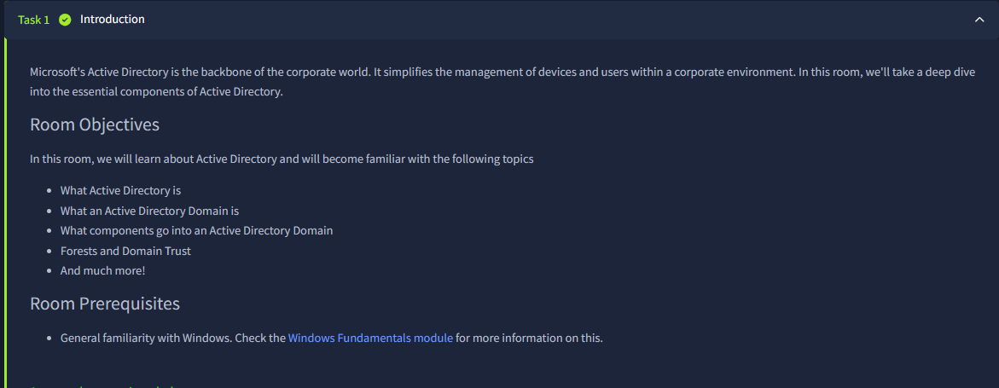 Task 1 Introduction
Microsoft's Active Directory is the backbone of the corporate world. It simplifies the management of devices and users within a corporate environment. In this room, we'll take a deep dive
into the essential components of Active Directory.
Room Objectives
In this room, we will learn about Active Directory and will become familiar with the following topics
• What Active Directory is
• What an Active Directory Domain is
• What components go into an Active Directory Domain
• Forests and Domain Trust
• And much more!
Room Prerequisites
• General familiarity with Windows. Check the Windows Fundamentals module for more information on this.